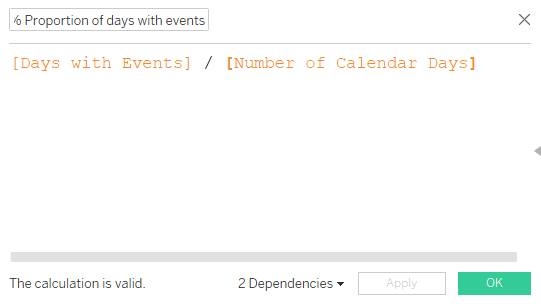 % Proportion of days with events
[Days with Events] / [Number of Calendar Days]
The calculation is valid.
2 Dependencies
Apply
OK